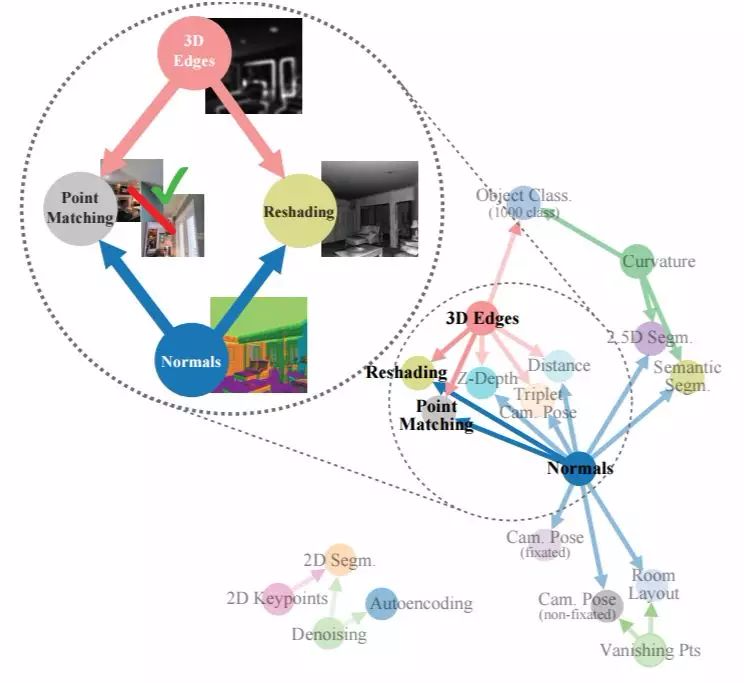 3D
Edges
Point
Matching
Reshading
Normals
Object Class.
(1000 class)
Curvature
3D Edges
2.5D Segm.
Reshading
Z-Depth
Distance
Semantic
Segm.
Triplet
Cam. Pose
Point
Matching
Normals
Cam. Pose
(fixated)
2D Segm.
Room
Layout
2D Keypoints
Autoencoding
Cam. Pose
(non-fixated)
Denoising
Vanishing Pts